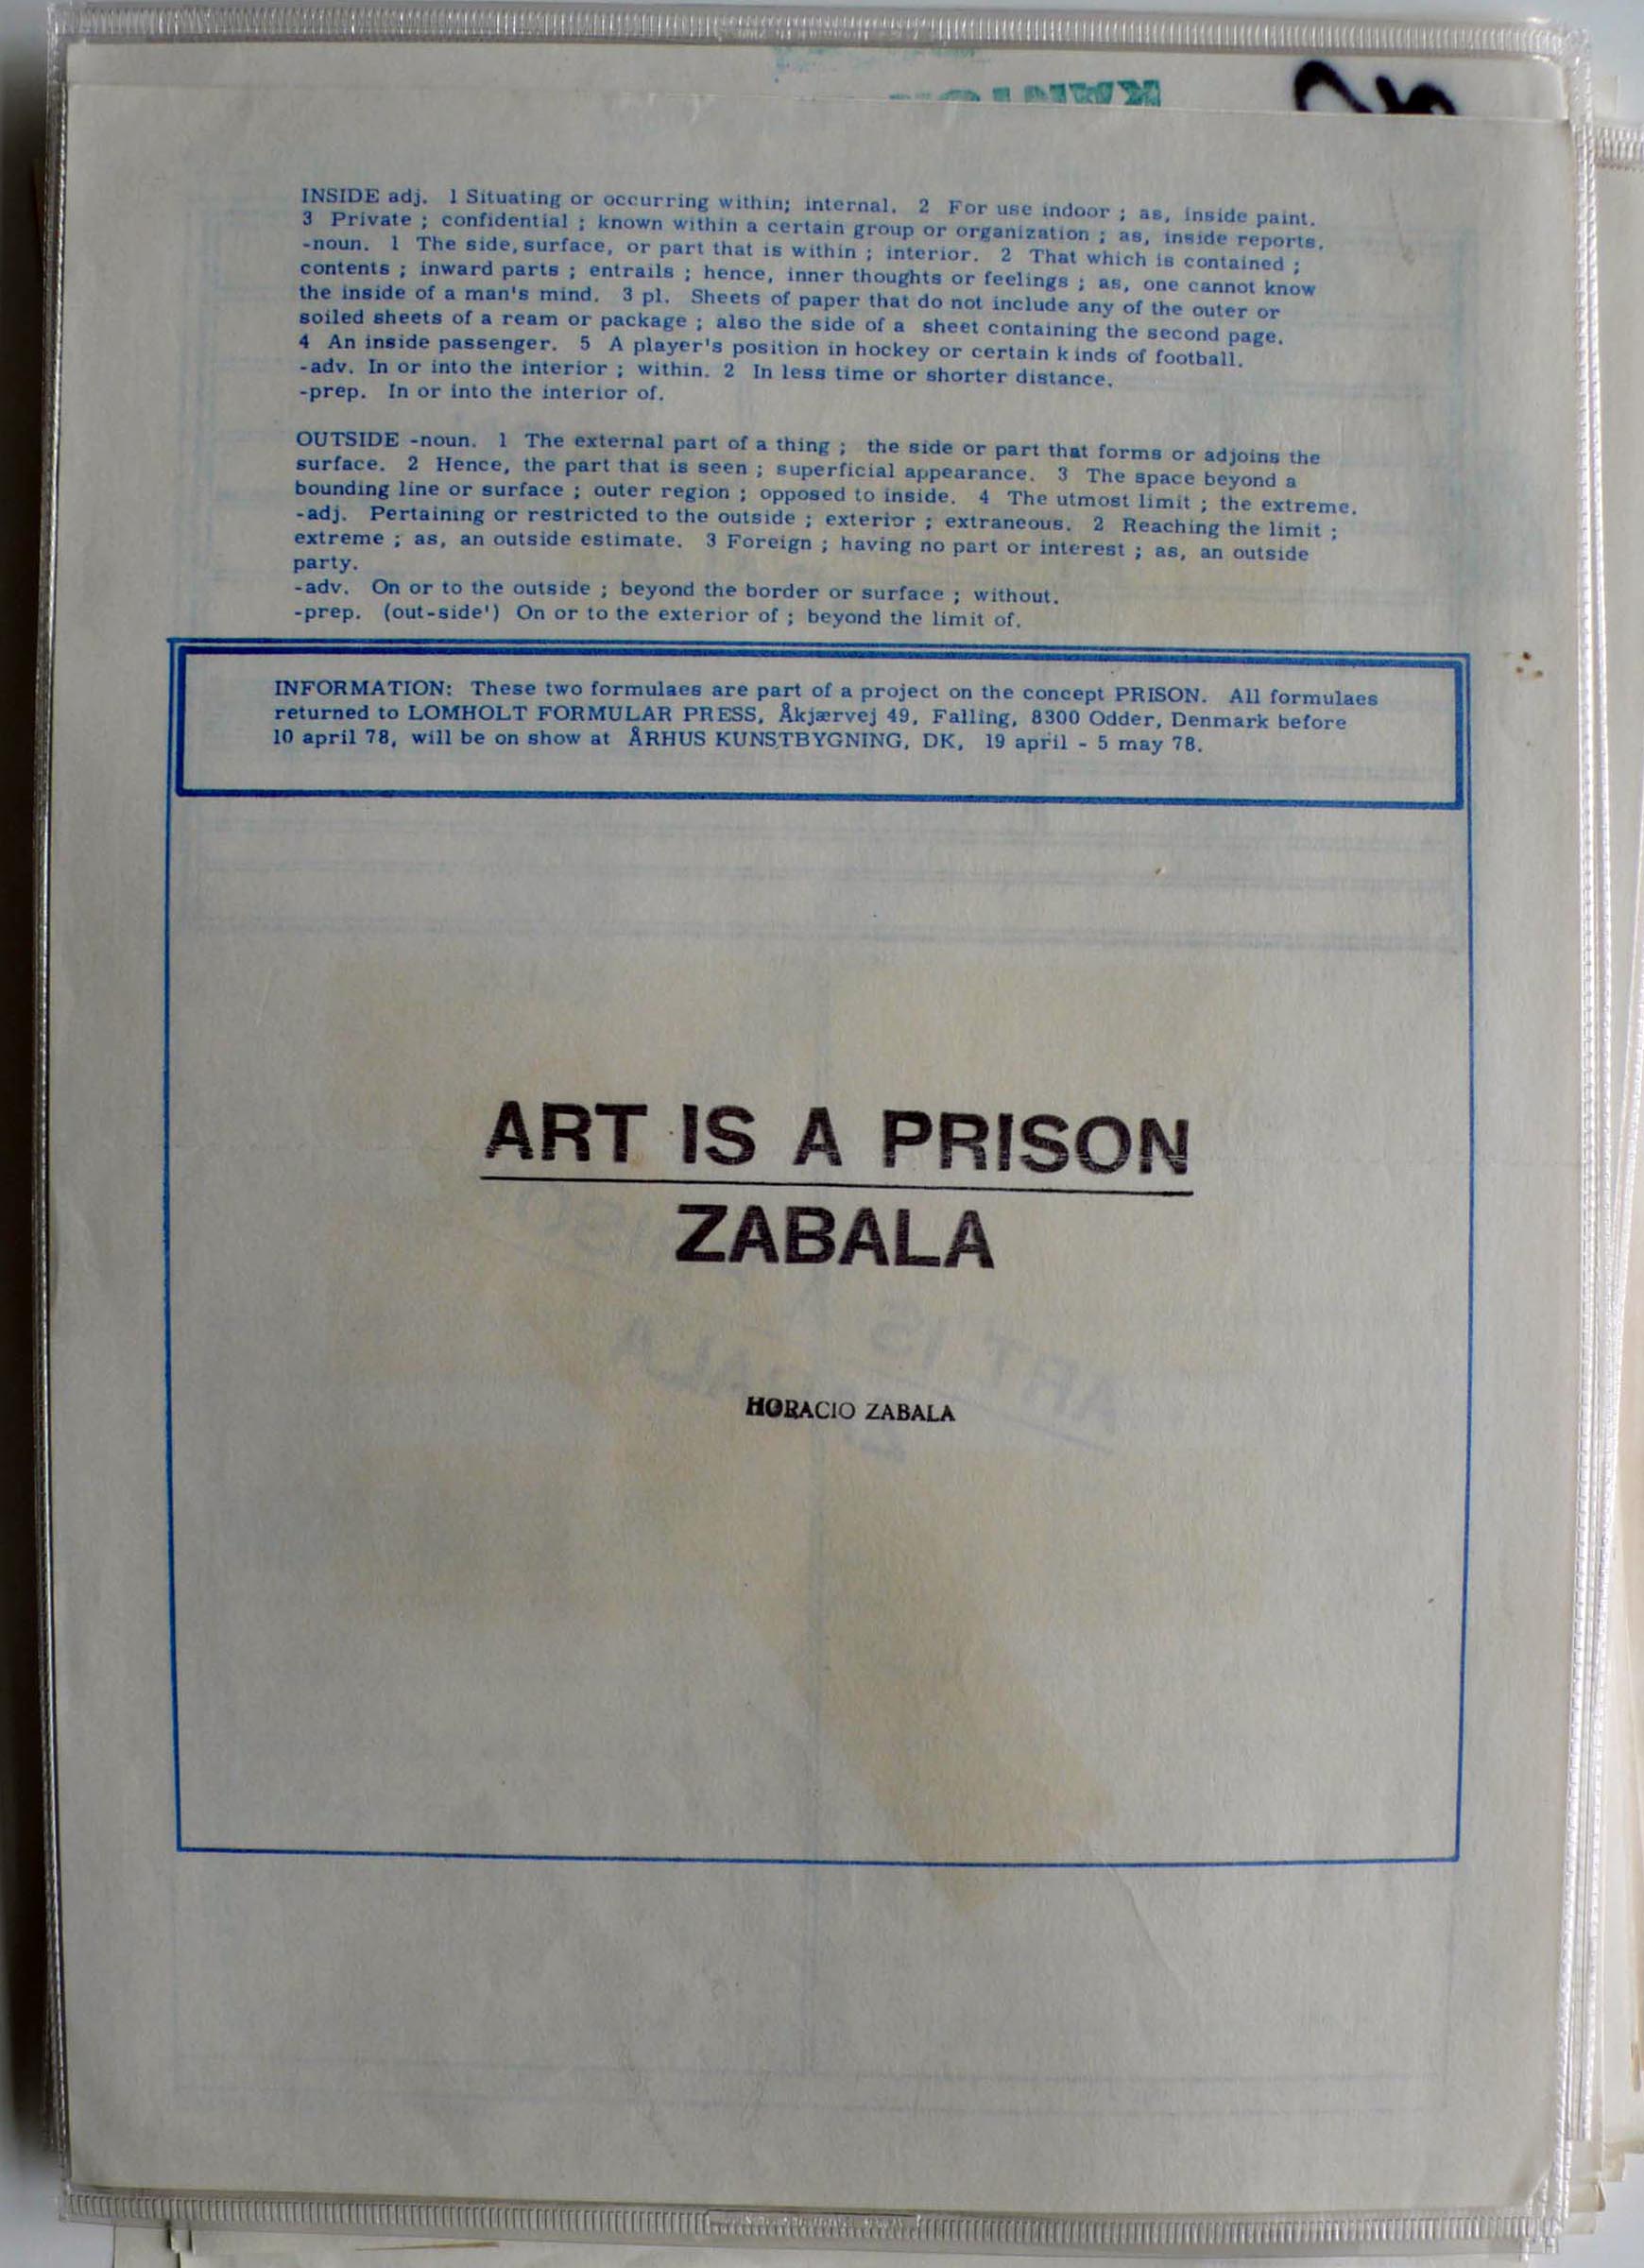 INSIDE adj. 1 Situating or occurring within; internal. 2 For use indoor ; as, inside paint.
3 Private ; confidential ; known within a certain group or organization ; as, inside reports.
-noun. 1 The side, surface, or part that is within ; interior. 2 That which is contained ;
contents ; inward parts ; entrails ; hence, inner thoughts or feelings ; as, one cannot know
the inside of a man's mind. 3 pl. Sheets of paper that do not include any of the outer or
soiled sheets of a ream or package ; also the side of a sheet containing the second page.
4 An inside passenger. 5 A player's position in hockey or certain k inds of football.
-adv. In or into the interior ; within. 2 In less time or shorter distance.
-prep. In or into the interior of.
OUTSIDE -noun. 1 The external part of a thing ; the side or part that forms or adjoins the
surface. 2 Hence, the part that is seen ; superficial appearance. 3 The space beyond a
bounding line or surface ; outer region ; opposed to inside. 4 The utmost limit ; the extreme.
-adj. Pertaining or restricted to the outside ; exterior ; extraneous. 2 Reaching the limit ;
extreme ; as, an outside estimate. 3 Foreign ; having no part or interest ; as, an outside
party.
-adv. On or to the outside ; beyond the border or surface ; without.
-prep. (out-side') On or to the exterior of ; beyond the limit of.
INFORMATION: These two formulaes are part of a project on the concept PRISON. All formulaes
returned to LOMHOLT FORMULAR PRESS, Åkjærvej 49, Falling, 8300 Odder, Denmark before
10 april 78, will be on show at ÅRHUS KUNSTBYGNING, DK, 19 april - 5 may 78.
ART IS A PRISON
ZABALA
HORACIO ZABALA